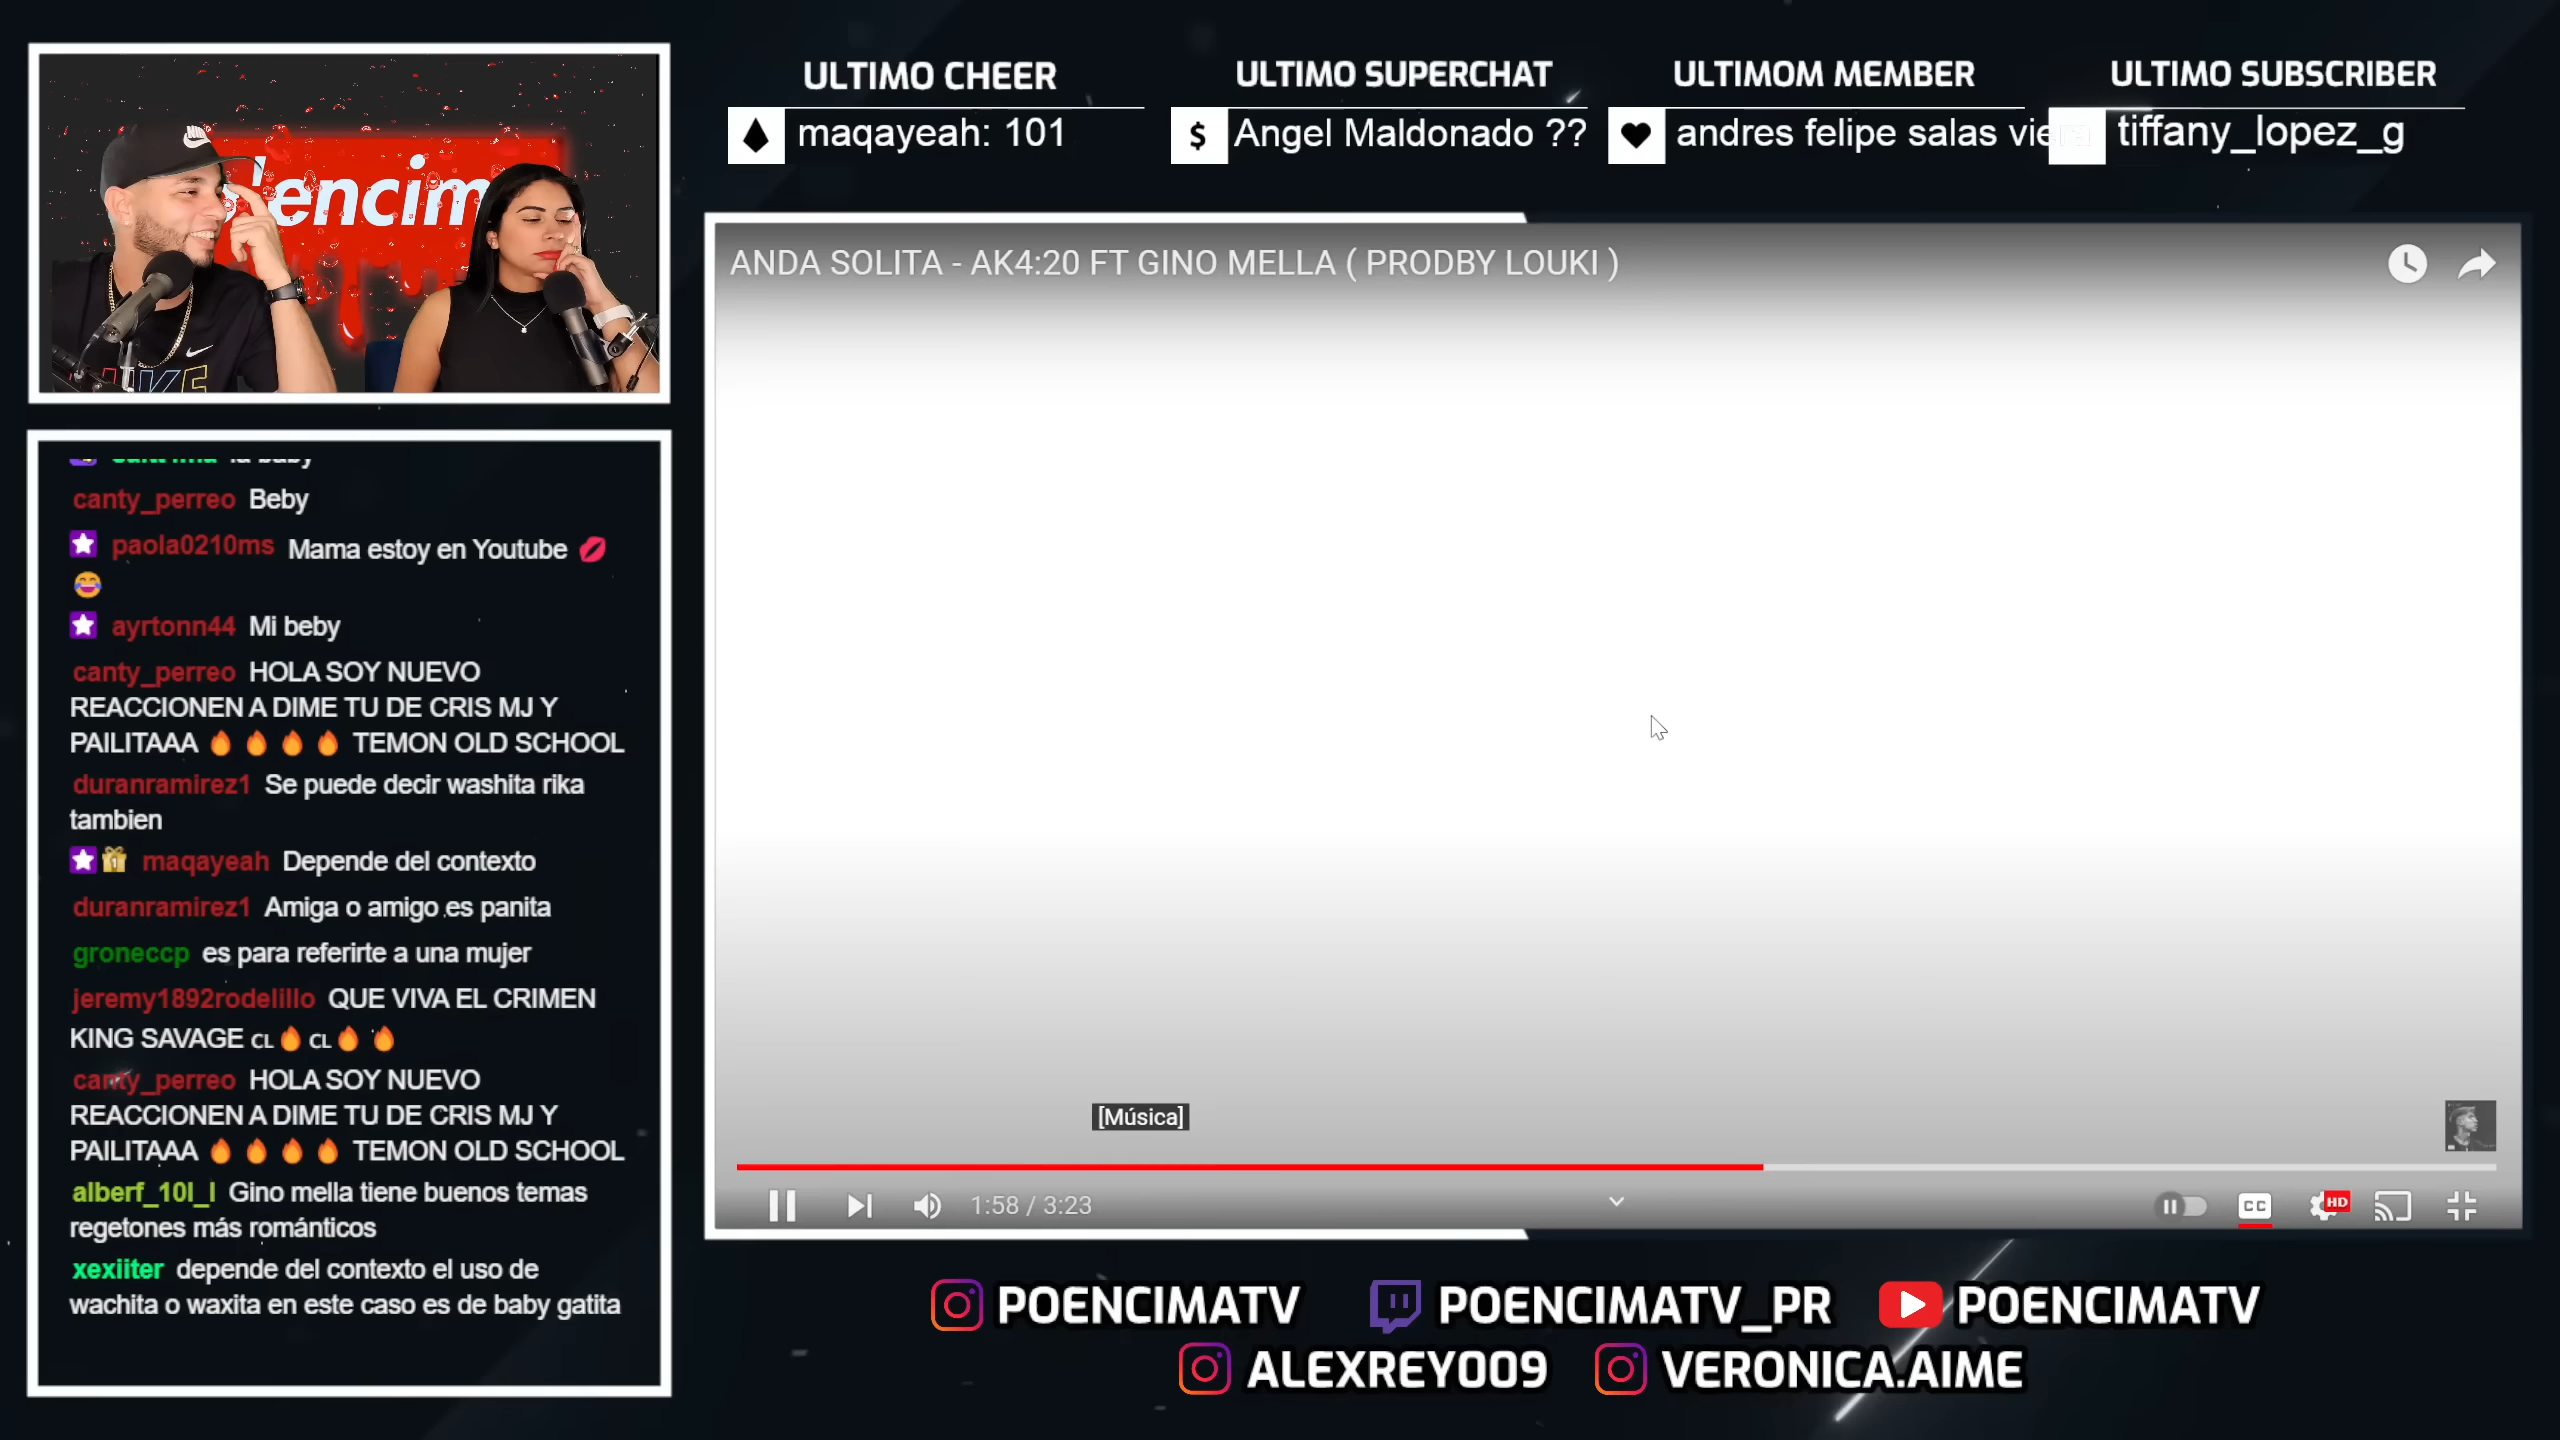 ULTIMO CHEER
maqayeah: 101
ULTIMO SUPERCHAT
$ Angel Maldonado ??
ULTIMOM MEMBER
andres felipe salas viera
ULTIMO SUBSCRIBER
tiffany_lopez_g
encim
canty_perreo Beby
paola0210ms Mama estoy en Youtube 💋
😂
ayrtonn44 Mi beby
canty_perreo HOLA SOY NUEVO
REACCIONEN A DIME TU DE CRIS MJ Y
PAILITAAA 🔥 🔥 🔥 🔥 TEMON OLD SCHOOL
duranramirez1 Se puede decir washita rika
tambien
maqayeah Depende del contexto
duranramirez1 Amiga o amigo es panita
groneccp es para referirte a una mujer
jeremy1892rodelillo QUE VIVA EL CRIMEN
KING SAVAGE CL🔥 CL🔥 🔥
canty_perreo HOLA SOY NUEVO
REACCIONEN A DIME TU DE CRIS MJ Y
PAILITAAA 🔥 🔥 🔥 🔥 TEMON OLD SCHOOL
alberf_10l_l Gino mella tiene buenos temas
regetones más románticos
xexiiter depende del contexto el uso de
wachita o waxita en este caso es de baby gatita
ANDA SOLITA - AK4:20 FT GINO MELLA ( PRODBY LOUKI )
[Música]
1:58 / 3:23
CC
HD
POENCIMATV
POENCIMATV_PR
POENCIMATV
ALEXREY009
VERONICA.AIME